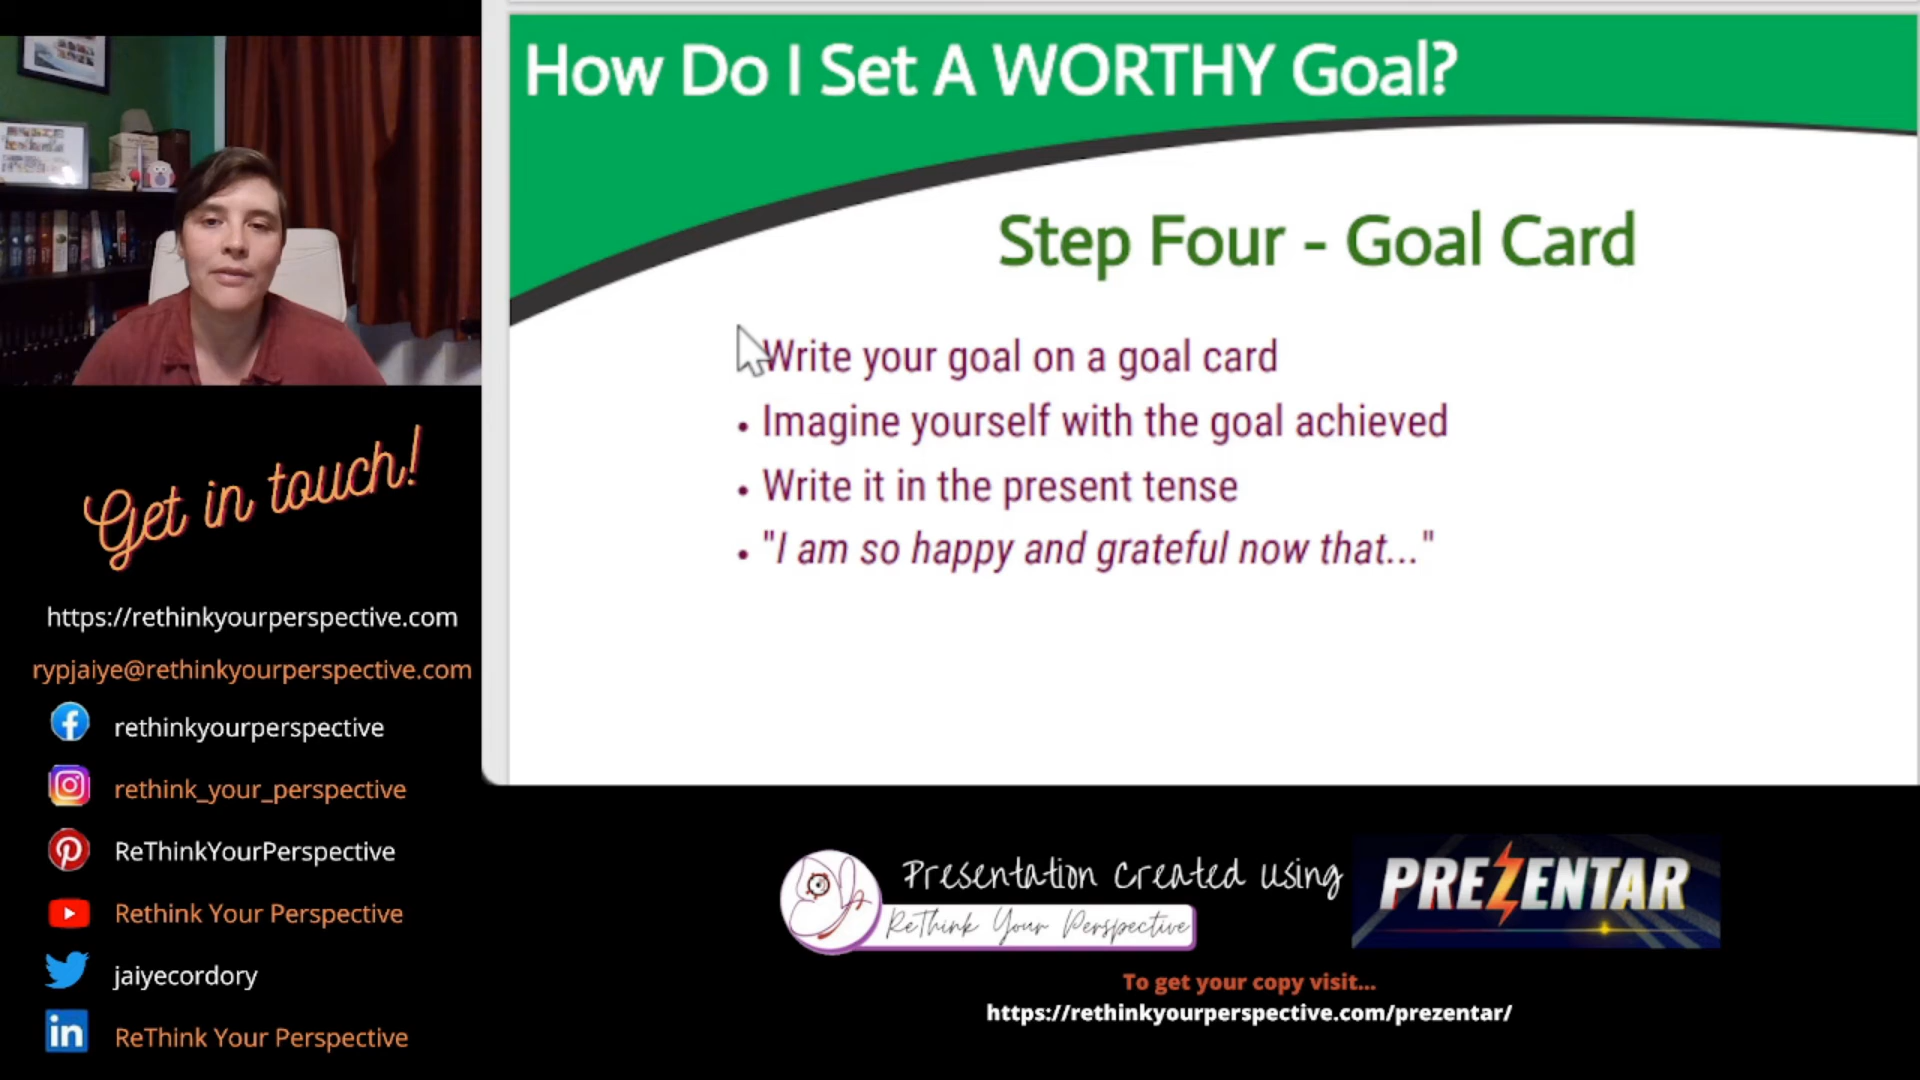 How Do I Set A WORTHY Goal?
Step Four - Goal Card
Write your goal on a goal card
• Imagine yourself with the goal achieved
• Write it in the present tense
• "I am so happy and grateful now that..."
Get in touch!
https://rethinkyourperspective.com
rypjaiye@rethinkyourperspective.com
rethinkyourperspective
rethink_your_perspective
ReThinkYourPerspective
Rethink Your Perspective
jaiyecordory
in
ReThink Your Perspective
Presentation Created using
ReThink Your Perspective
PREZENTAR
To get your copy visit...
https://rethinkyourperspective.com/prezentar/